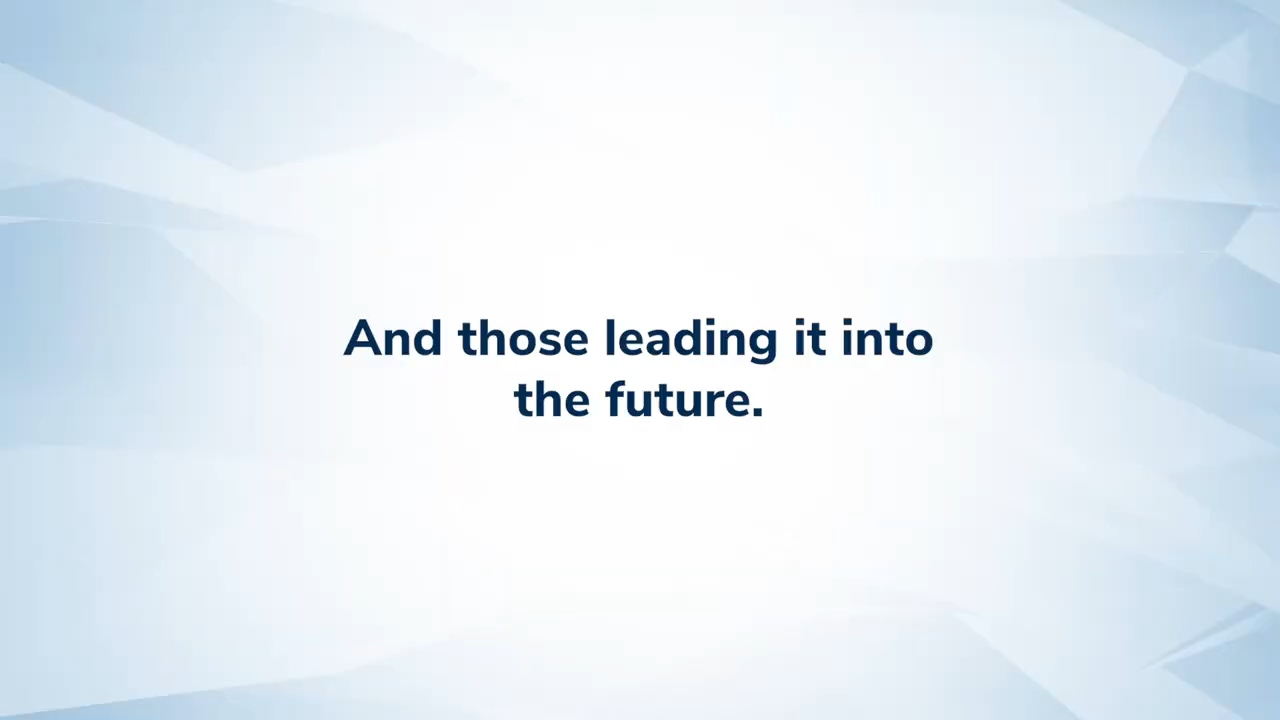 And those leading it into
the future.